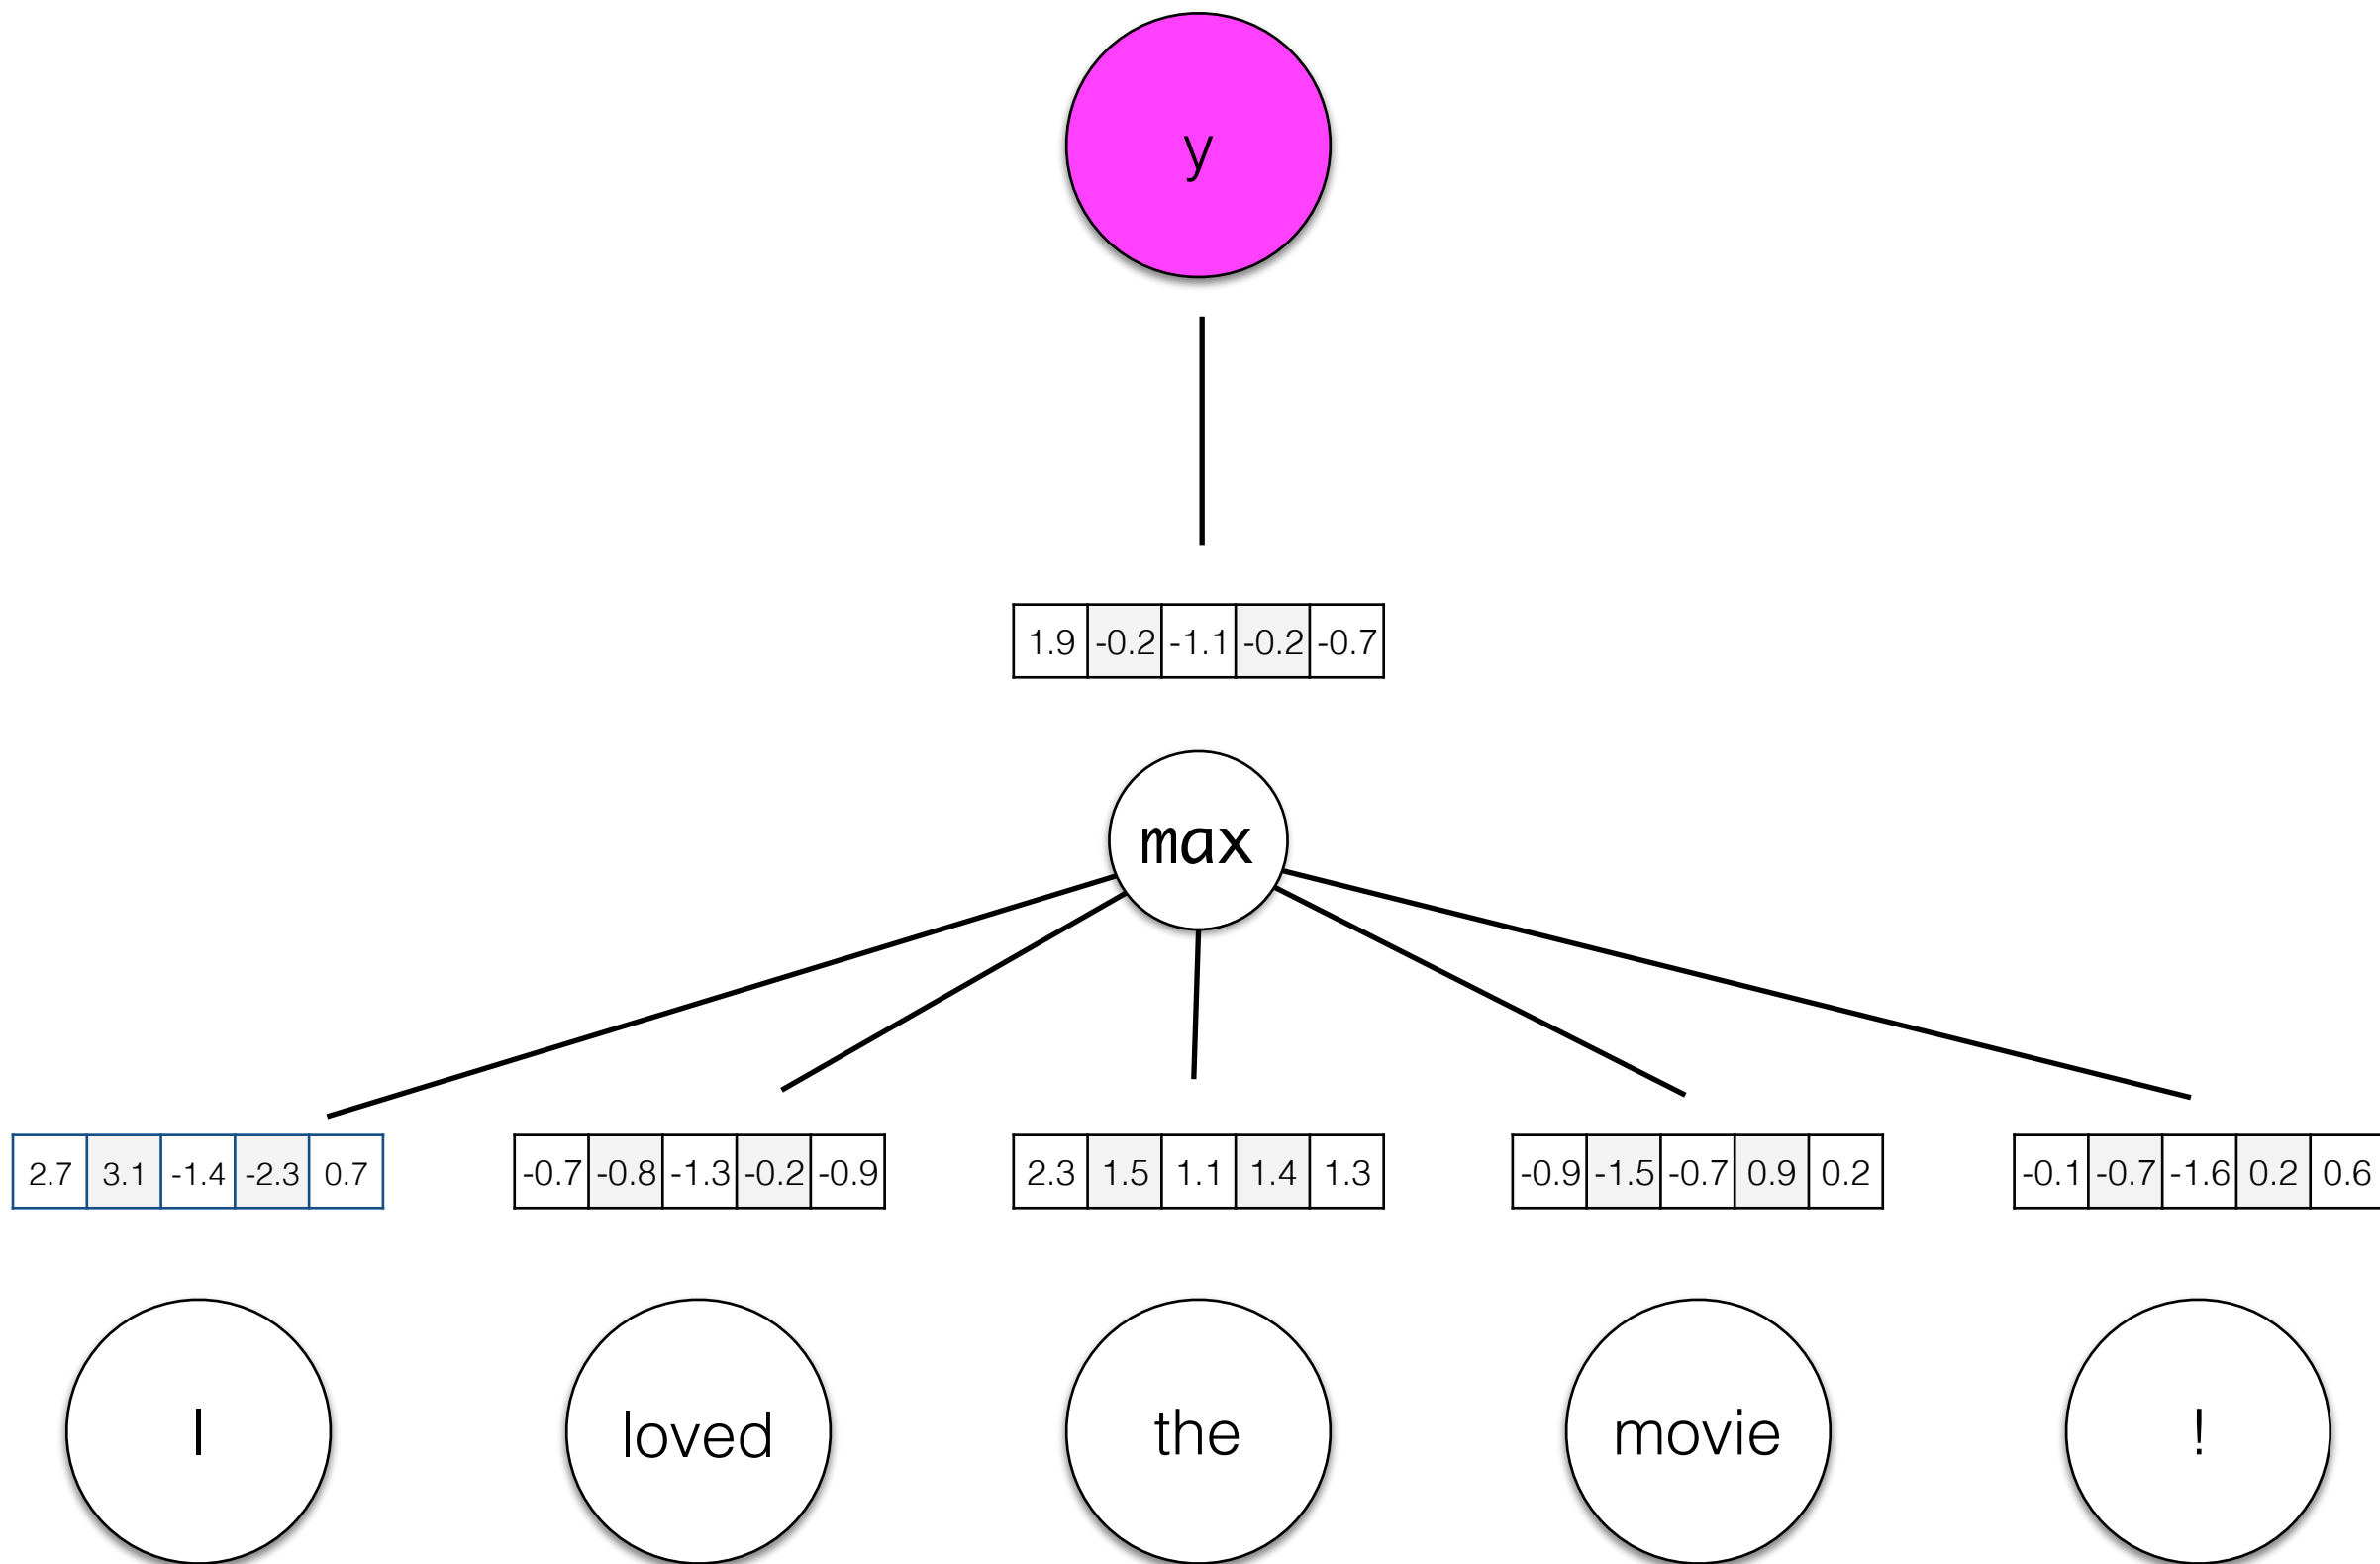 y
1.9 -0.2 -1.1 -0.2 -0.7
max
2.7 3.1 -1.4 -2.3 0.7 -0.7 -0.8 -1.3 -0.2 -0.9 2.3 1.5 1.1 1.4 1.3 -0.9 -1.5 -0.7 0.9 0.2 -0.1 -0.7 -1.6 0.2 0.6
I loved the movie !